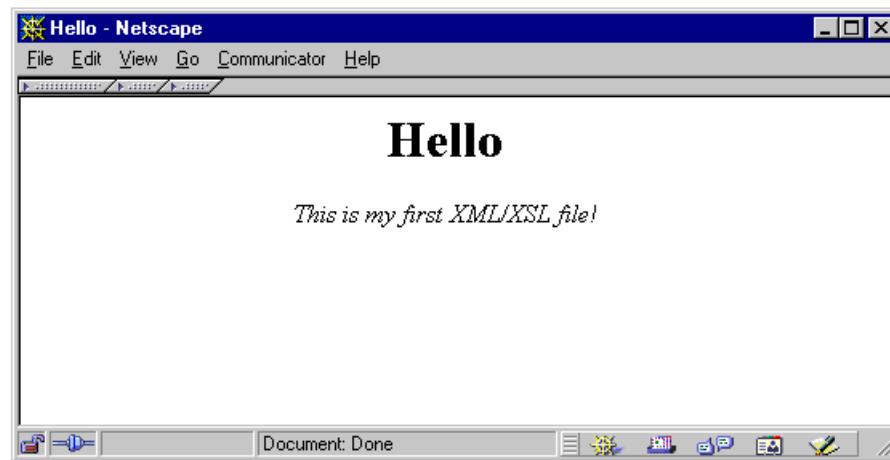 Hello - Netscape
File Edit View Go Communicator Help
Hello
This is my first XML/XSL file!
Document: Done